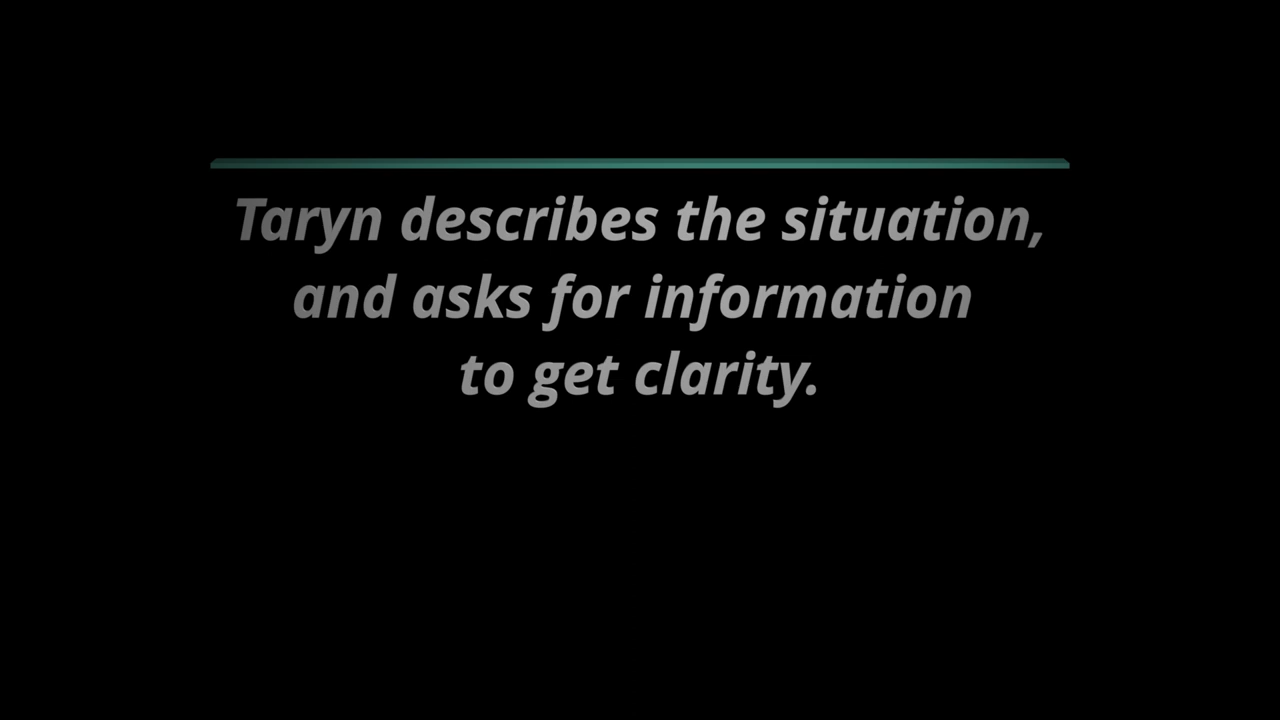 Taryn describes the situation,
and asks for information
to get clarity.